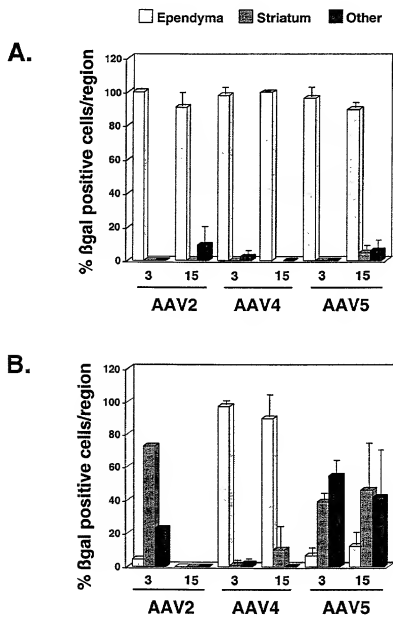 Ependyma Striatum Other
A.
% βgal positive cells/region
120
100
80
60
40
20
0
3 15 3 15 3 15
AAV2 AAV4 AAV5
B.
% βgal positive cells/region
120
100
80
60
40
20
0
3 15 3 15 3 15
AAV2 AAV4 AAV5